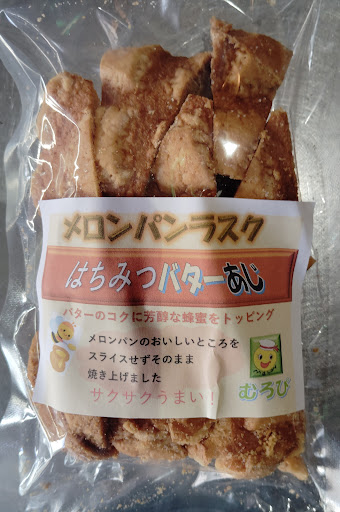 メロンパンラスク
はちみつバターあじ
バターのコクに芳醇な蜂蜜をトッピング
メロンパンのおいしいところを
スライスせずそのまま
焼き上げました
サクサクうまい！
むろぴ